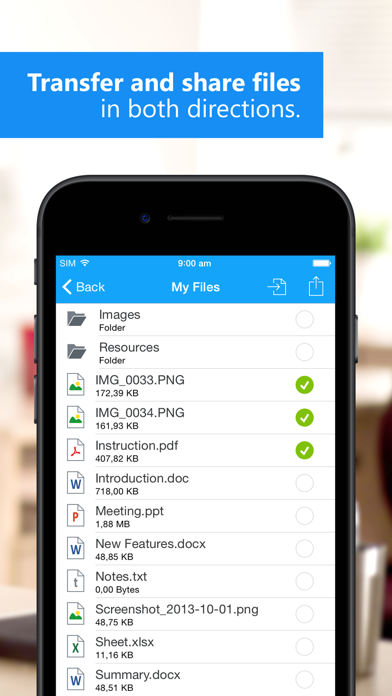 Transfer and share files
in both directions.
SIM 9:00 am
Back My Files
Images
Folder
Resources
Folder
IMG_0033.PNG
172,39 KB
IMG_0034.PNG
161,93 KB
Instruction.pdf
407,82 KB
W Introduction.doc
718,00 KB
P Meeting.ppt
1,88 MB
W New Features.docx
48,85 KB
t Notes.txt
0,00 Bytes
Screenshot_2013-10-01.png
48,75 KB
X Sheet.xlsx
11,16 KB
W Summary.docx
48,51 KB